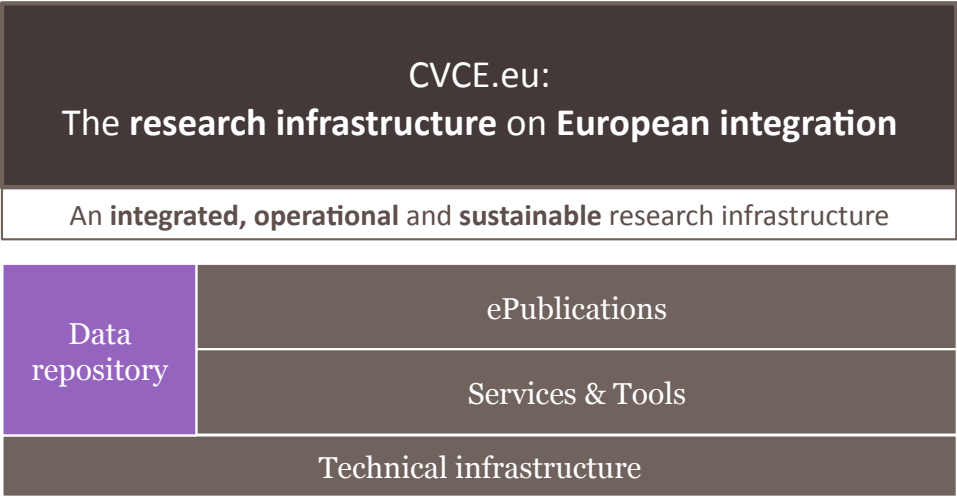 CVCE.eu:
The research infrastructure on European integration
An integrated, operational and sustainable research infrastructure
Data
repository
ePublications
Services & Tools
Technical infrastructure